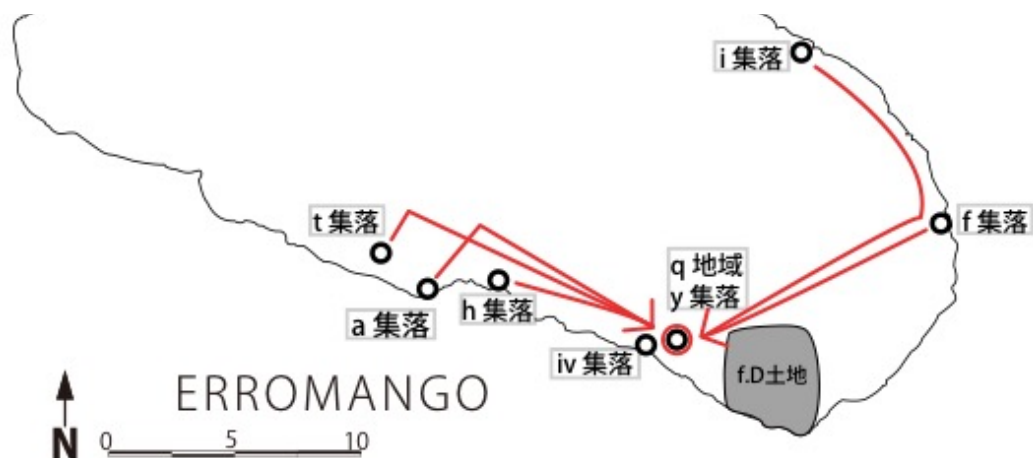 i 集落
t 集落
f 集落
q 地域
y 集落
a 集落
h 集落
iv 集落
f.D土地
ERROMANGO
N
0 5 10